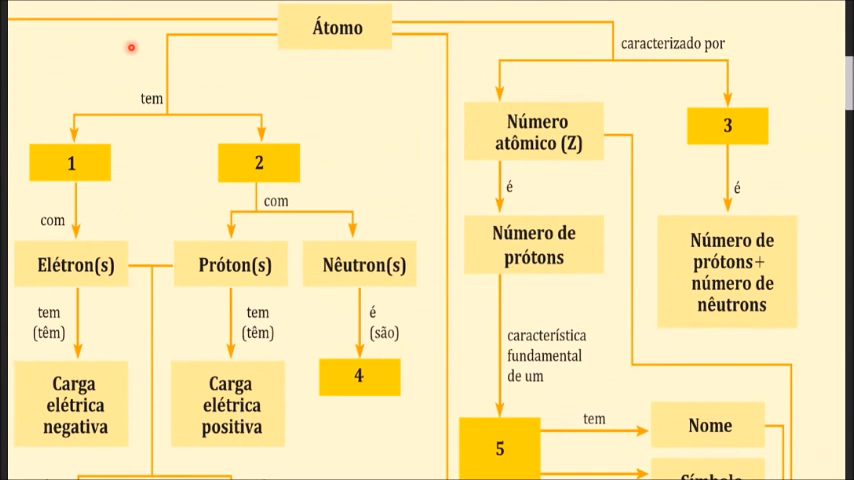 Átomo
caracterizado por
tem
1
2
Número
atômico (Z)
3
com
com
é
é
Elétron(s)
Próton(s)
Nêutron(s)
Número de
prótons
Número de
prótons+
número de
nêutrons
tem
(têm)
tem
(têm)
é
(são)
Carga
elétrica
negativa
Carga
elétrica
positiva
4
característica
fundamental
de um
5
tem
Nome
Símbolo